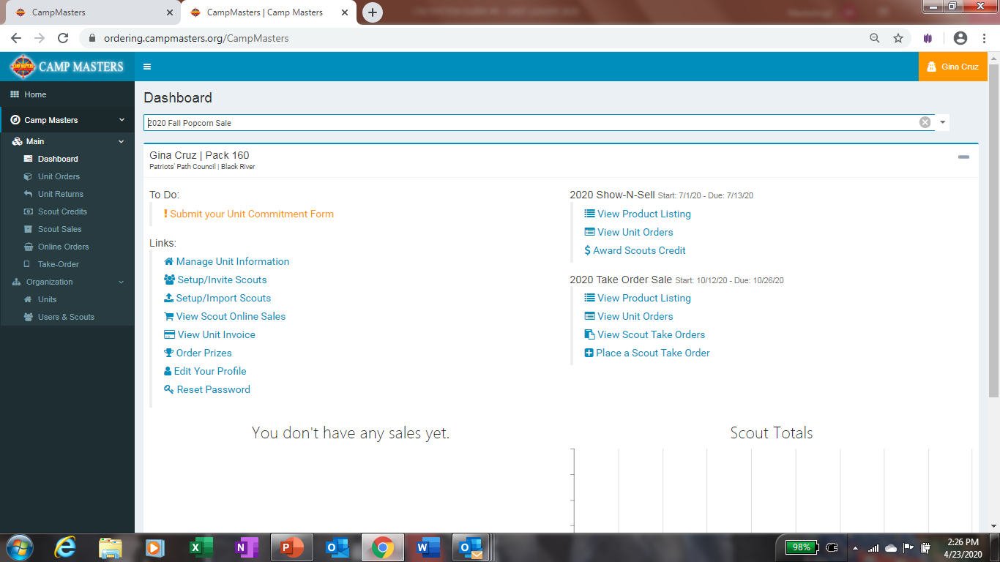 CampMasters
CampMasters | Camp Masters
ordering.campmasters.org/CampMasters
CAMP MASTERS
Gina Cruz
Home
Camp Masters
Main
Dashboard
Unit Orders
Unit Returns
Scout Credits
Scout Sales
Online Orders
Take-Order
Organization
Units
Users & Scouts
Dashboard
2020 Fall Popcorn Sale
Gina Cruz | Pack 160
Patriots' Path Council | Black River
To Do:
! Submit your Unit Commitment Form
Links:
Manage Unit Information
Setup/Invite Scouts
Setup/Import Scouts
View Scout Online Sales
View Unit Invoice
Order Prizes
Edit Your Profile
Reset Password
2020 Show-N-Sell Start: 7/1/20 - Due: 7/13/20
View Product Listing
View Unit Orders
$ Award Scouts Credit
2020 Take Order Sale Start: 10/12/20 - Due: 10/26/20
View Product Listing
View Unit Orders
View Scout Take Orders
Place a Scout Take Order
You don't have any sales yet.
Scout Totals
98%
2:26 PM
4/23/2020